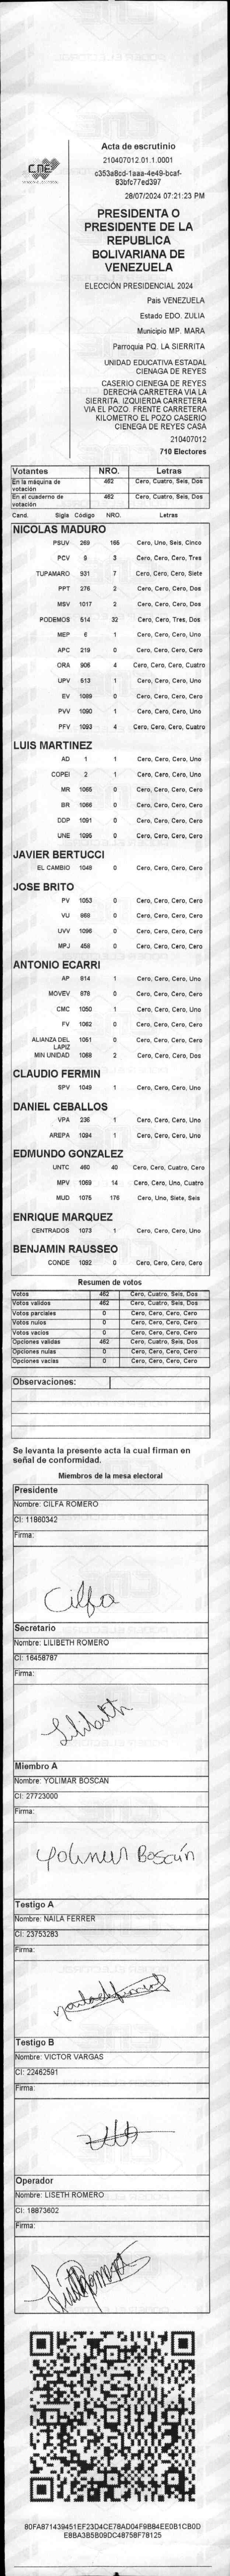 CNE
Acta de escrutinio
210407012.01.1.0001
c353a8cd-1aaa-4e49-bcaf-
83bfc77ed397
28/07/2024 07:21:23 PM
PRESIDENTA O
PRESIDENTE DE LA
REPUBLICA
BOLIVARIANA DE
VENEZUELA
ELECCIÓN PRESIDENCIAL 2024
Pais VENEZUELA
Estado EDO. ZULIA
Municipio MP. MARA
Parroquia PQ. LA SIERRITA
UNIDAD EDUCATIVA ESTADAL
CIENAGA DE REYES
CASERIO CIENEGA DE REYES
DERECHA CARRETERA VIA LA
SIERRITA. IZQUIERDA CARRETERA
VIA EL POZO. FRENTE CARRETERA
KILOMETRO EL POZO CASERIO
CIENEGA DE REYES CASA
210407012
710 Electores
Votantes NRO. Letras
En la máquina de votación 462 Cero, Cuatro, Seis, Dos
En el cuaderno de votación 462 Cero, Cuatro, Seis, Dos
Cand. Sigla Código NRO. Letras
NICOLAS MADURO
PSUV 269 165 Cero, Uno, Seis, Cinco
PCV 9 3 Cero, Cero, Cero, Tres
TUPAMARO 931 7 Cero, Cero, Cero, Siete
PPT 276 2 Cero, Cero, Cero, Dos
MSV 1017 2 Cero, Cero, Cero, Dos
PODEMOS 514 32 Cero, Cero, Tres, Dos
MEP 6 1 Cero, Cero, Cero, Uno
APC 219 0 Cero, Cero, Cero, Cero
ORA 906 4 Cero, Cero, Cero, Cuatro
UPV 513 1 Cero, Cero, Cero, Uno
EV 1089 0 Cero, Cero, Cero, Cero
PVV 1090 1 Cero, Cero, Cero, Uno
PFV 1093 4 Cero, Cero, Cero, Cuatro
LUIS MARTINEZ
AD 1 1 Cero, Cero, Cero, Uno
COPEI 2 1 Cero, Cero, Cero, Uno
MR 1065 0 Cero, Cero, Cero, Cero
BR 1066 0 Cero, Cero, Cero, Cero
DDP 1091 0 Cero, Cero, Cero, Cero
UNE 1095 0 Cero, Cero, Cero, Cero
JAVIER BERTUCCI
EL CAMBIO 1048 0 Cero, Cero, Cero, Cero
JOSE BRITO
PV 1053 0 Cero, Cero, Cero, Cero
VU 868 0 Cero, Cero, Cero, Cero
UVV 1096 0 Cero, Cero, Cero, Cero
MPJ 458 0 Cero, Cero, Cero, Cero
ANTONIO ECARRI
AP 814 1 Cero, Cero, Cero, Uno
MOVEV 878 0 Cero, Cero, Cero, Cero
CMC 1050 1 Cero, Cero, Cero, Uno
FV 1062 0 Cero, Cero, Cero, Cero
ALIANZA DEL LAPIZ 1051 0 Cero, Cero, Cero, Cero
MIN UNIDAD 1068 2 Cero, Cero, Cero, Dos
CLAUDIO FERMIN
SPV 1049 1 Cero, Cero, Cero, Uno
DANIEL CEBALLOS
VPA 236 1 Cero, Cero, Cero, Uno
AREPA 1094 1 Cero, Cero, Cero, Uno
EDMUNDO GONZALEZ
UNTC 460 40 Cero, Cero, Cuatro, Cero
MPV 1069 14 Cero, Cero, Uno, Cuatro
MUD 1075 176 Cero, Uno, Siete, Seis
ENRIQUE MARQUEZ
CENTRADOS 1073 1 Cero, Cero, Cero, Uno
BENJAMIN RAUSSEO
CONDE 1092 0 Cero, Cero, Cero, Cero
Resumen de votos
Votos 462 Cero, Cuatro, Seis, Dos
Votos validos 462 Cero, Cuatro, Seis, Dos
Votos parciales 0 Cero, Cero, Cero, Cero
Votos nulos 0 Cero, Cero, Cero, Cero
Votos vacios 0 Cero, Cero, Cero, Cero
Opciones validas 462 Cero, Cuatro, Seis, Dos
Opciones nulas 0 Cero, Cero, Cero, Cero
Opciones vacias 0 Cero, Cero, Cero, Cero
Observaciones:
Se levanta la presente acta la cual firman en
señal de conformidad.
Miembros de la mesa electoral
Presidente
Nombre: CILFA ROMERO
CI: 11860342
Firma:
Cilfa
Secretario
Nombre: LILIBETH ROMERO
CI: 16458787
Firma:
Lilibeth
Miembro A
Nombre: YOLIMAR BOSCAN
CI: 27723000
Firma:
Yolimar Boscán
Testigo A
Nombre: NAILA FERRER
CI: 23753283
Firma:
Testigo B
Nombre: VICTOR VARGAS
CI: 22462591
Firma:
Operador
Nombre: LISETH ROMERO
CI: 18873602
Firma:
80FA871439451EF23D4CE78AD04F9B84EE0B1CB0D
E8BA3B5B09DC48758F78125